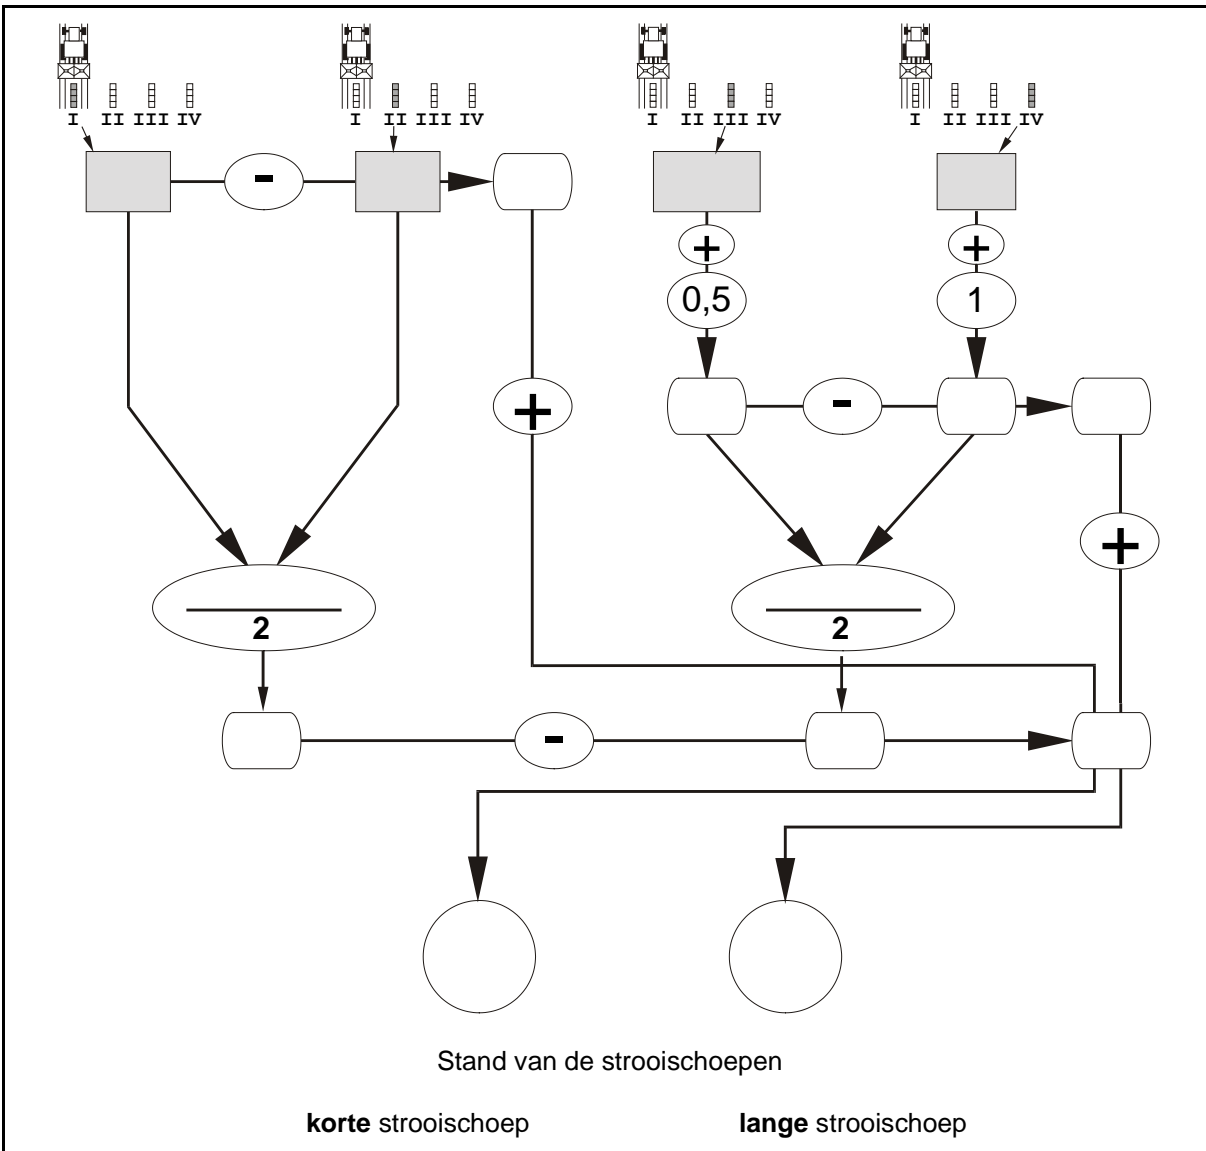 I II III IV I II III IV I II III IV I II III IV
- 
+ +
0,5 1
+ -
+
2 2
-
Stand van de strooischoepen
korte strooischoep lange strooischoep